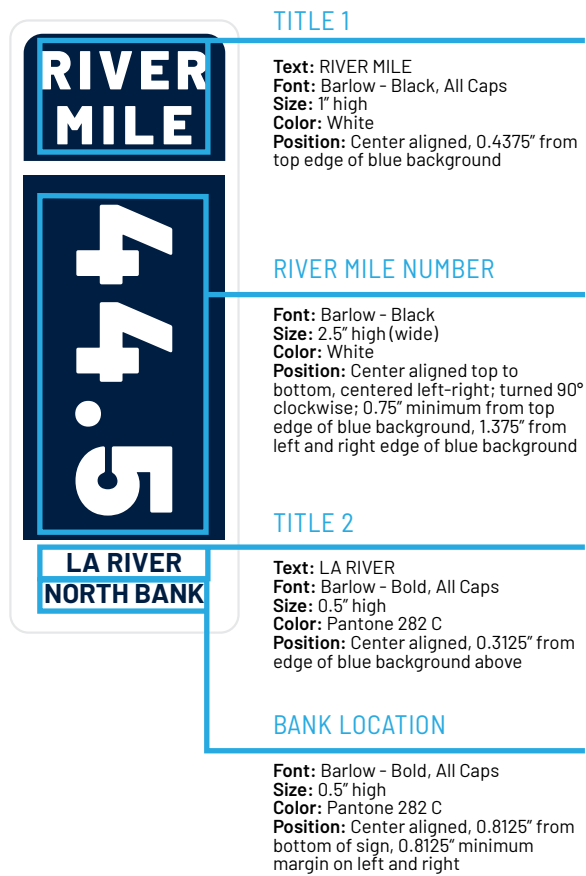 RIVER
MILE
44.5
LA RIVER
NORTH BANK
TITLE 1
Text: RIVER MILE
Font: Barlow - Black, All Caps
Size: 1” high
Color: White
Position: Center aligned, 0.4375” from
top edge of blue background
RIVER MILE NUMBER
Font: Barlow - Black
Size: 2.5” high (wide)
Color: White
Position: Center aligned top to
bottom, centered left-right; turned 90°
clockwise; 0.75” minimum from top
edge of blue background, 1.375” from
left and right edge of blue background
TITLE 2
Text: LA RIVER
Font: Barlow - Bold, All Caps
Size: 0.5” high
Color: Pantone 282 C
Position: Center aligned, 0.3125” from
edge of blue background above
BANK LOCATION
Font: Barlow - Bold, All Caps
Size: 0.5” high
Color: Pantone 282 C
Position: Center aligned, 0.8125” from
bottom of sign, 0.8125” minimum
margin on left and right